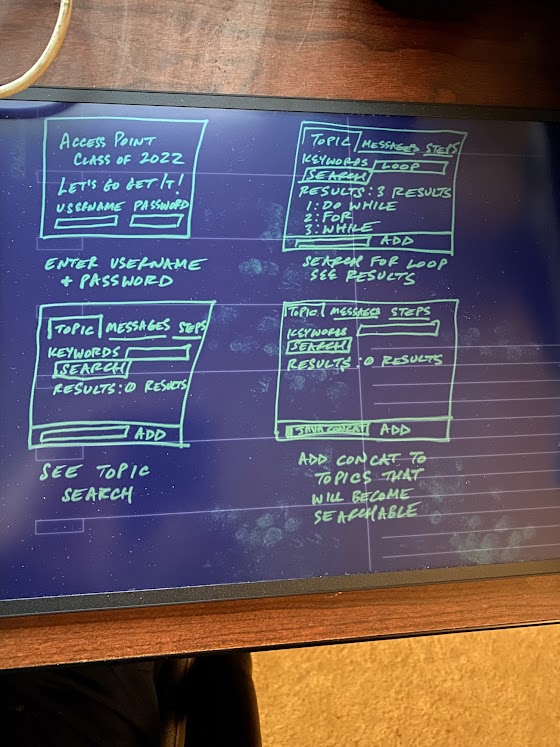 ACCESS POINT
CLASS OF 2022
LET'S GO GET IT!
USERNAME PASSWORD
ENTER USERNAME
+ PASSWORD
TOPIC MESSAGES STEPS
KEYWORDS
SEARCH
RESULTS: 0 RESULTS
ADD
SEE TOPIC
SEARCH
TOPIC MESSAGES STEPS
KEYWORDS LOOP
SEARCH
RESULTS: 3 RESULTS
1: DO WHILE
2: FOR
3: WHILE
ADD
SEARCH FOR LOOP
SEE RESULTS
TOPIC MESSAGES STEPS
KEYWORDS
SEARCH
RESULTS: 0 RESULTS
JAVA CONCAT ADD
ADD CONCAT TO
TOPICS THAT
WILL BECOME
SEARCHABLE